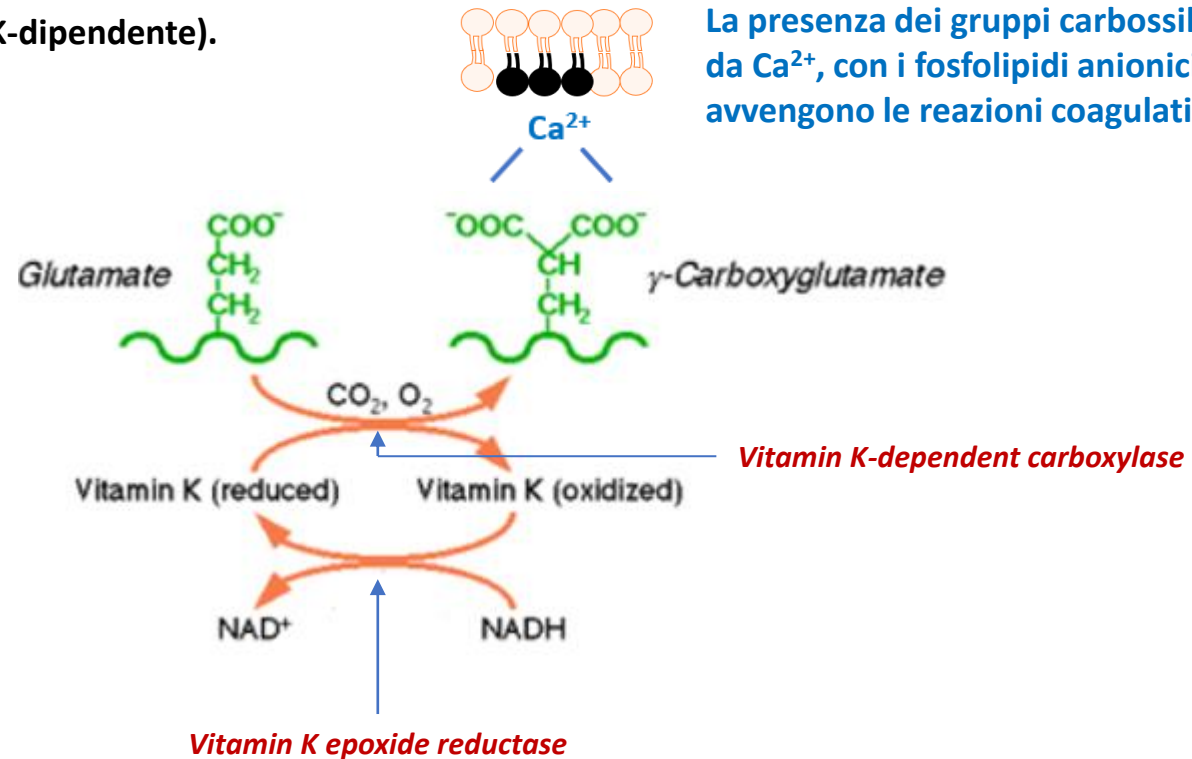 K-dipendente).
La presenza dei gruppi carbossil
da Ca²⁺, con i fosfolipidi anionic
avvengono le reazioni coagulati
Ca²⁺
COO⁻
CH₂
CH₂
Glutamate
⁻OOC COO⁻
CH
CH₂
γ-Carboxyglutamate
CO₂, O₂
Vitamin K-dependent carboxylase
Vitamin K (reduced) Vitamin K (oxidized)
NAD⁺ NADH
Vitamin K epoxide reductase